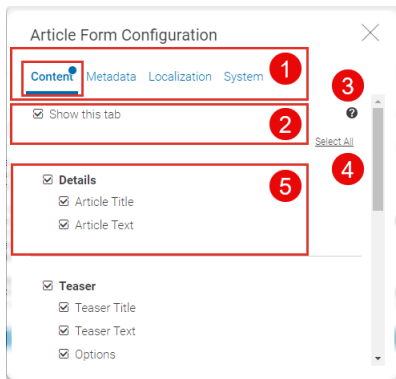 Article Form Configuration
Content Metadata Localization System 1
3
Show this tab 2 ?
Select All
4
Details 5
Article Title
Article Text
Teaser
Teaser Title
Teaser Text
Options